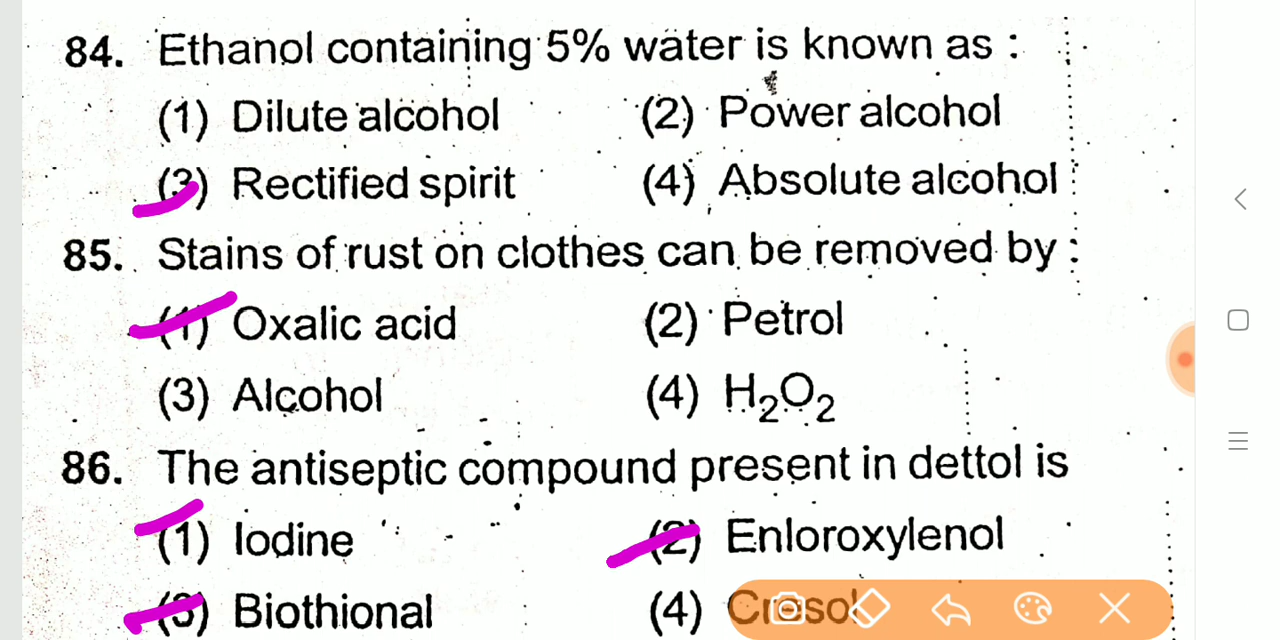 84. Ethanol containing 5% water is known as :
(1) Dilute alcohol (2) Power alcohol
(3) Rectified spirit (4) Absolute alcohol
85. Stains of rust on clothes can be removed by :
(1) Oxalic acid (2) Petrol
(3) Alcohol (4) H₂O₂
86. The antiseptic compound present in dettol is
(1) Iodine (2) Enloroxylenol
(3) Biothional (4) Cresol